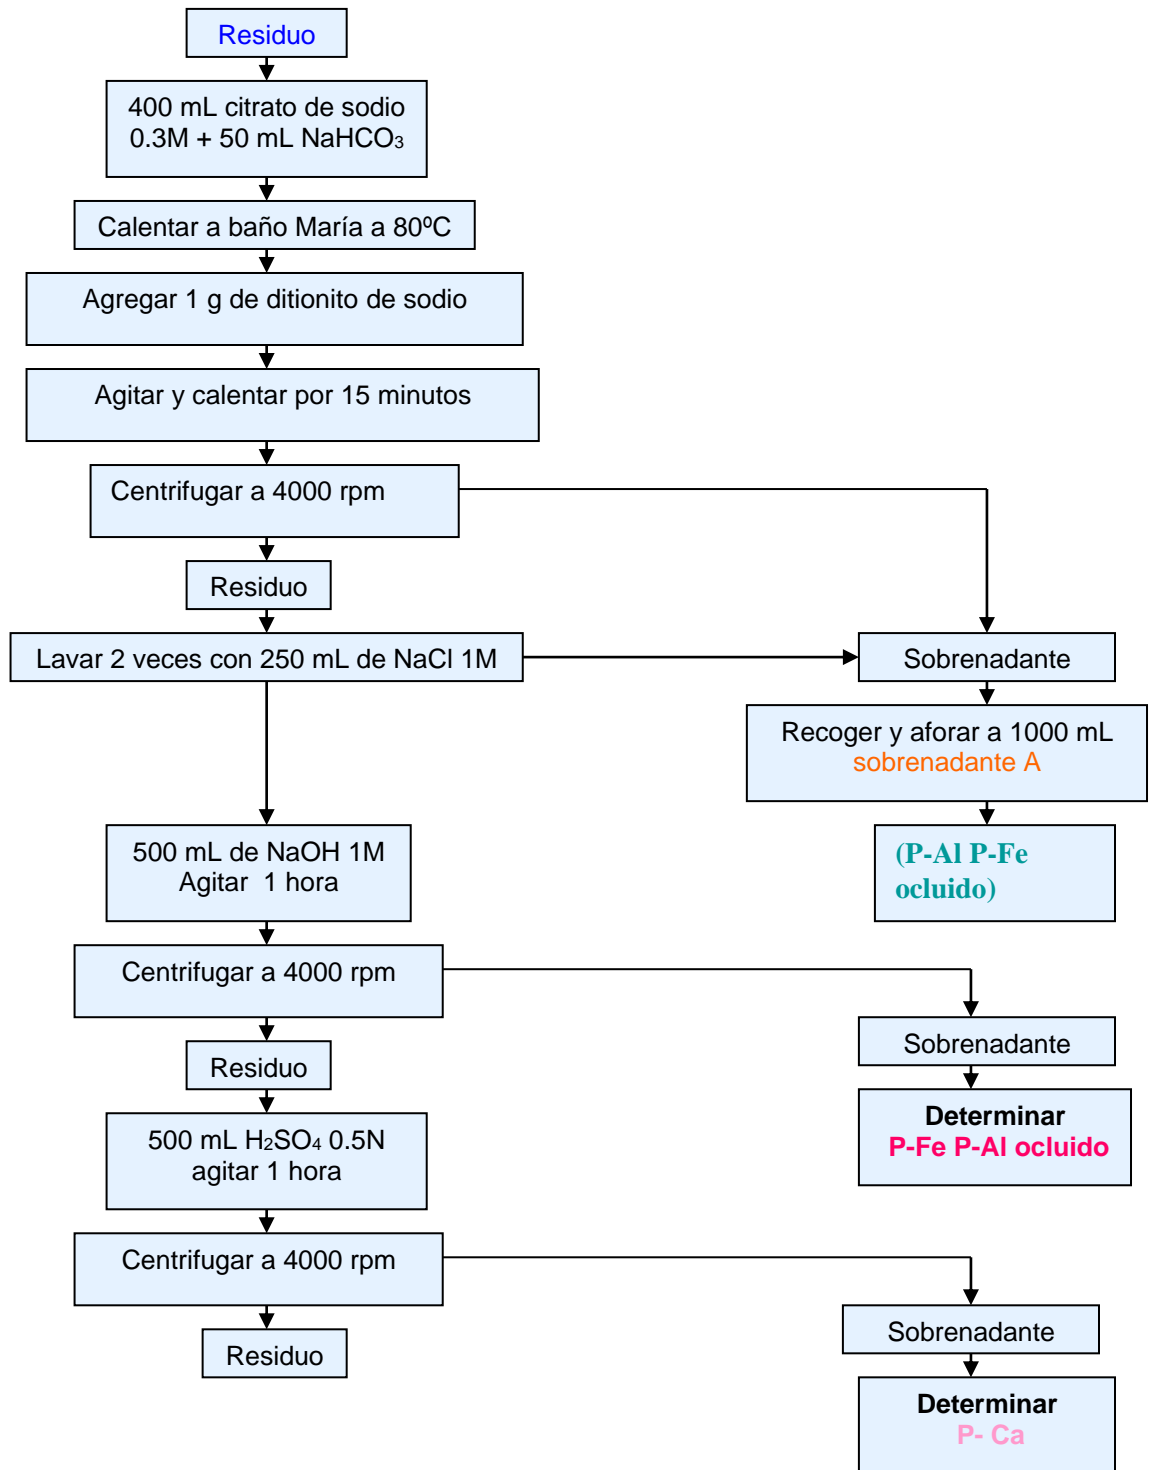 Residuo
400 mL citrato de sodio
0.3M + 50 mL NaHCO₃
Calentar a baño María a 80ºC
Agregar 1 g de ditionito de sodio
Agitar y calentar por 15 minutos
Centrifugar a 4000 rpm
Residuo
Lavar 2 veces con 250 mL de NaCl 1M
Sobrenadante
Recoger y aforar a 1000 mL
sobrenadante A
(P-Al P-Fe
ocluido)
500 mL de NaOH 1M
Agitar 1 hora
Centrifugar a 4000 rpm
Sobrenadante
Residuo
Determinar
P-Fe P-Al ocluido
500 mL H₂SO₄ 0.5N
agitar 1 hora
Centrifugar a 4000 rpm
Sobrenadante
Residuo
Determinar
P- Ca